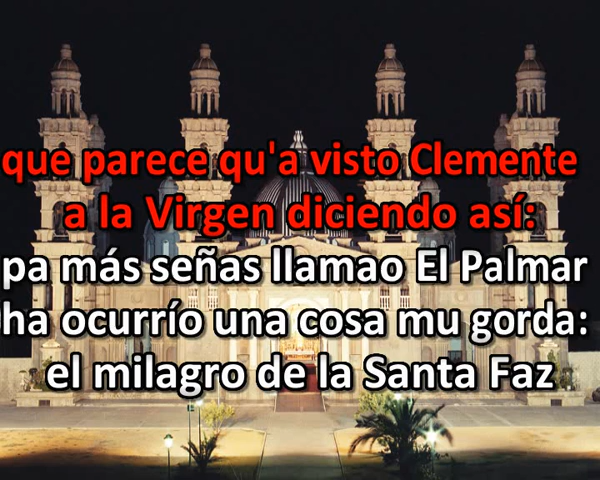 que parece qu'a visto Clemente
a la Virgen diciendo así:
pa más señas llamao El Palmar
ha ocurrío una cosa mu gorda:
el milagro de la Santa Faz